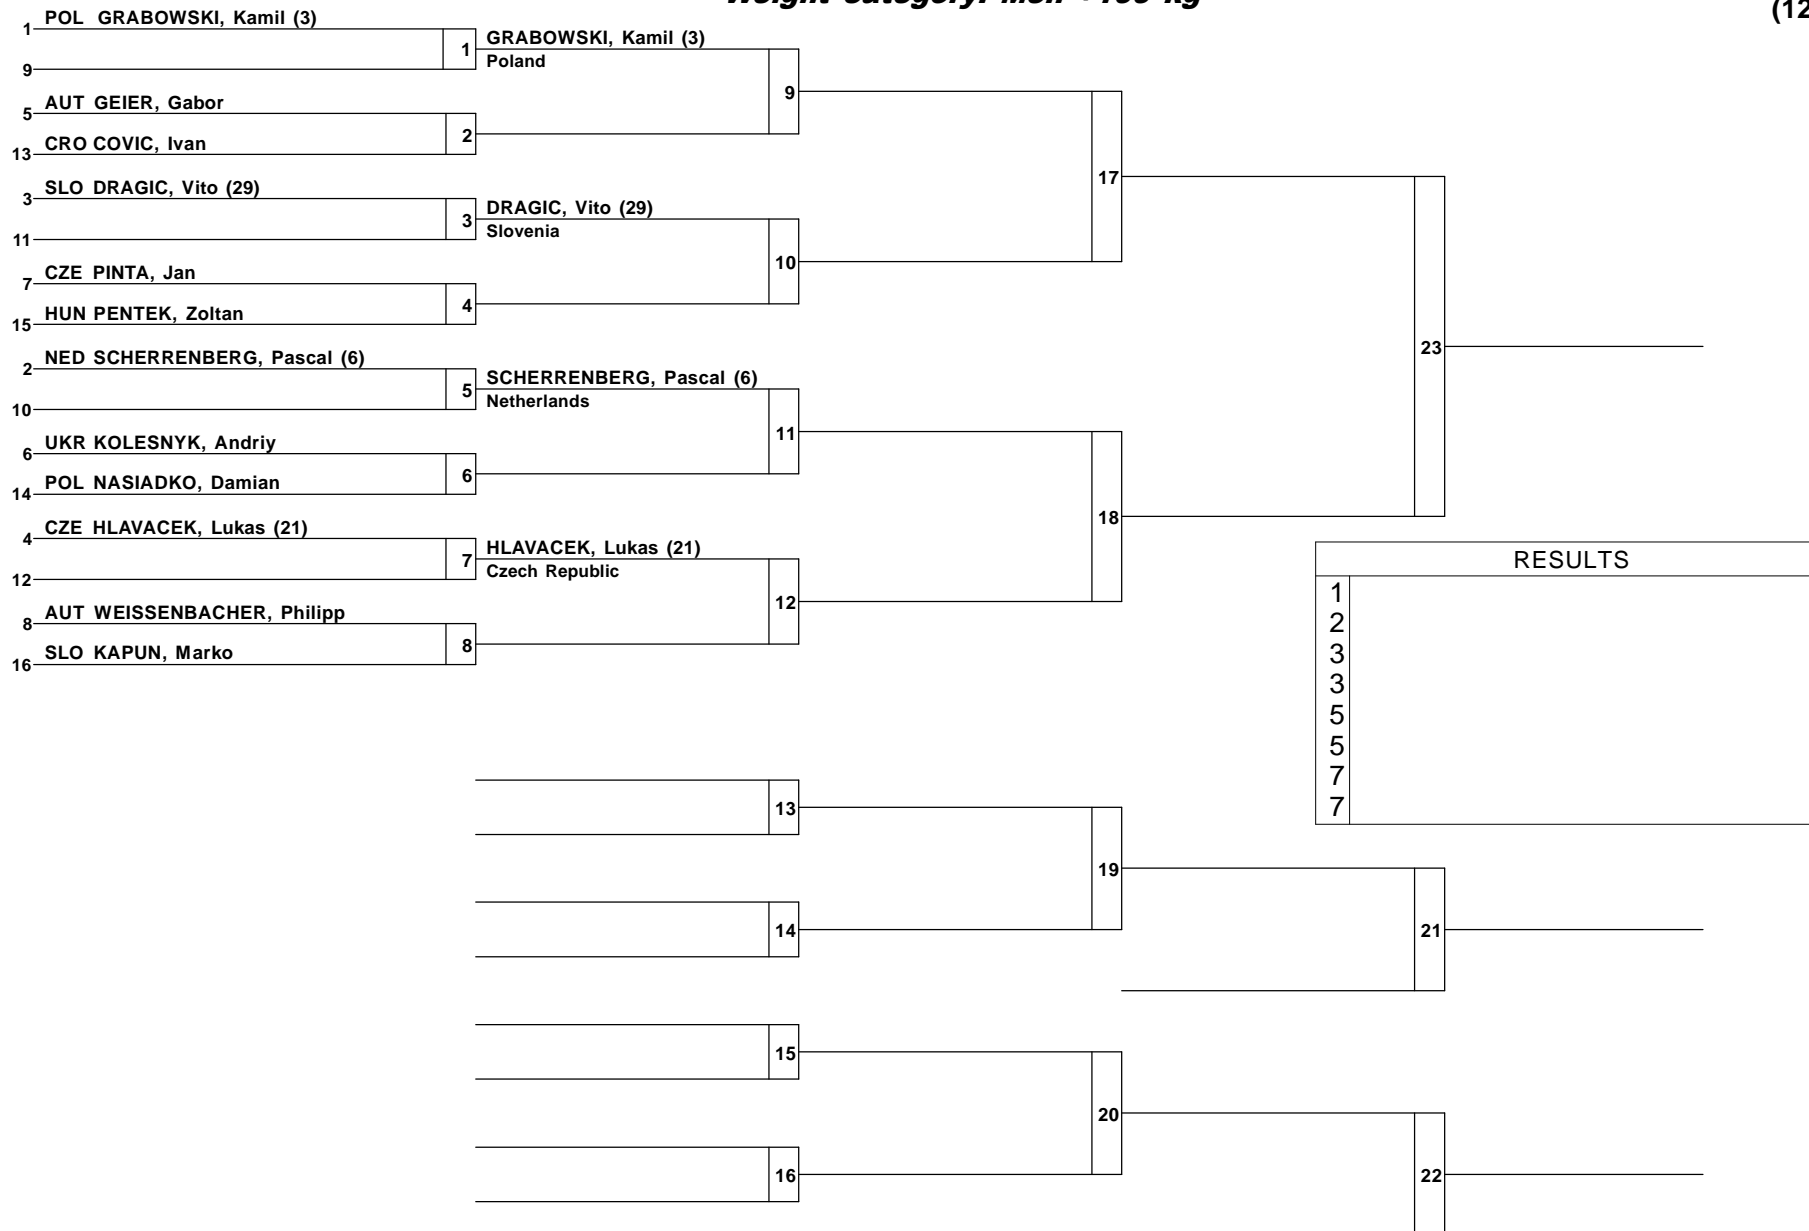 (12
1 POL GRABOWSKI, Kamil (3)
1 GRABOWSKI, Kamil (3)
Poland
9
9
5 AUT GEIER, Gabor
2
13 CRO COVIC, Ivan
17
3 SLO DRAGIC, Vito (29)
3 DRAGIC, Vito (29)
Slovenia
11
10
7 CZE PINTA, Jan
4
15 HUN PENTEK, Zoltan
23
2 NED SCHERRENBERG, Pascal (6)
5 SCHERRENBERG, Pascal (6)
Netherlands
10
11
6 UKR KOLESNYK, Andriy
6
14 POL NASIADKO, Damian
18
4 CZE HLAVACEK, Lukas (21)
7 HLAVACEK, Lukas (21)
Czech Republic
12
12
8 AUT WEISSENBACHER, Philipp
8
16 SLO KAPUN, Marko
RESULTS
1
2
3
3
5
5
7
7
13
19
14
21
15
20
16
22